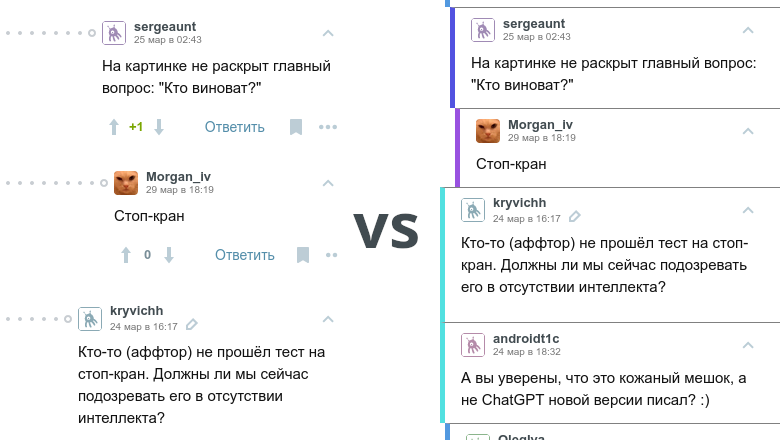 sergeaunt
25 мар в 02:43
На картинке не раскрыт главный
вопрос: "Кто виноват?"
+1
Ответить
Morgan_iv
29 мар в 18:19
Стоп-кран
0
Ответить
kryvichh
24 мар в 16:17
Кто-то (аффтор) не прошёл тест на
стоп-кран. Должны ли мы сейчас
подозревать его в отсутствии
интеллекта?
vs
sergeaunt
25 мар в 02:43
На картинке не раскрыт главный вопрос:
"Кто виноват?"
Morgan_iv
29 мар в 18:19
Стоп-кран
kryvichh
24 мар в 16:17
Кто-то (аффтор) не прошёл тест на стоп-
кран. Должны ли мы сейчас подозревать
его в отсутствии интеллекта?
androidt1c
24 мар в 18:32
А вы уверены, что это кожаный мешок, а
не ChatGPT новой версии писал? :)